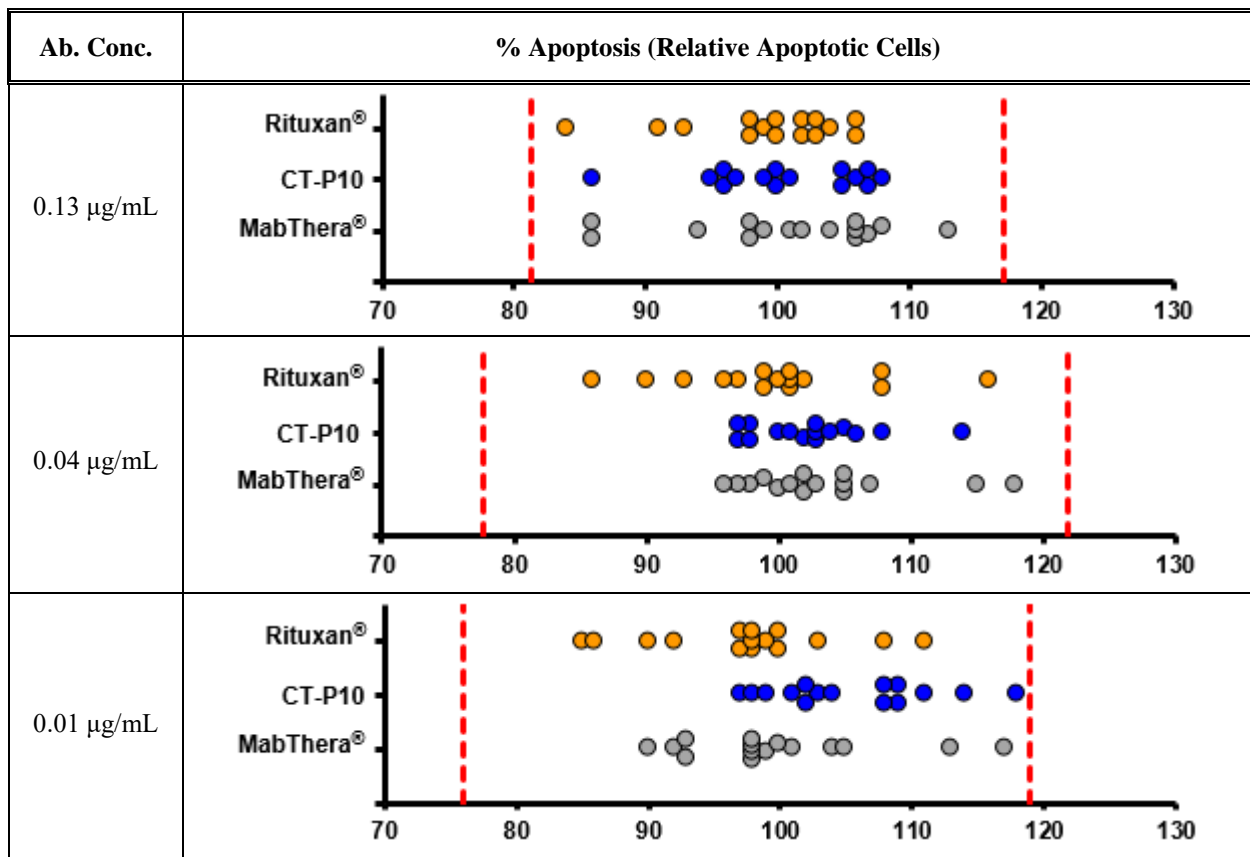 Ab. Conc.
% Apoptosis (Relative Apoptotic Cells)
0.13 μg/mL
Rituxan®
CT-P10
MabThera®
70 80 90 100 110 120 130
0.04 μg/mL
Rituxan®
CT-P10
MabThera®
70 80 90 100 110 120 130
0.01 μg/mL
Rituxan®
CT-P10
MabThera®
70 80 90 100 110 120 130